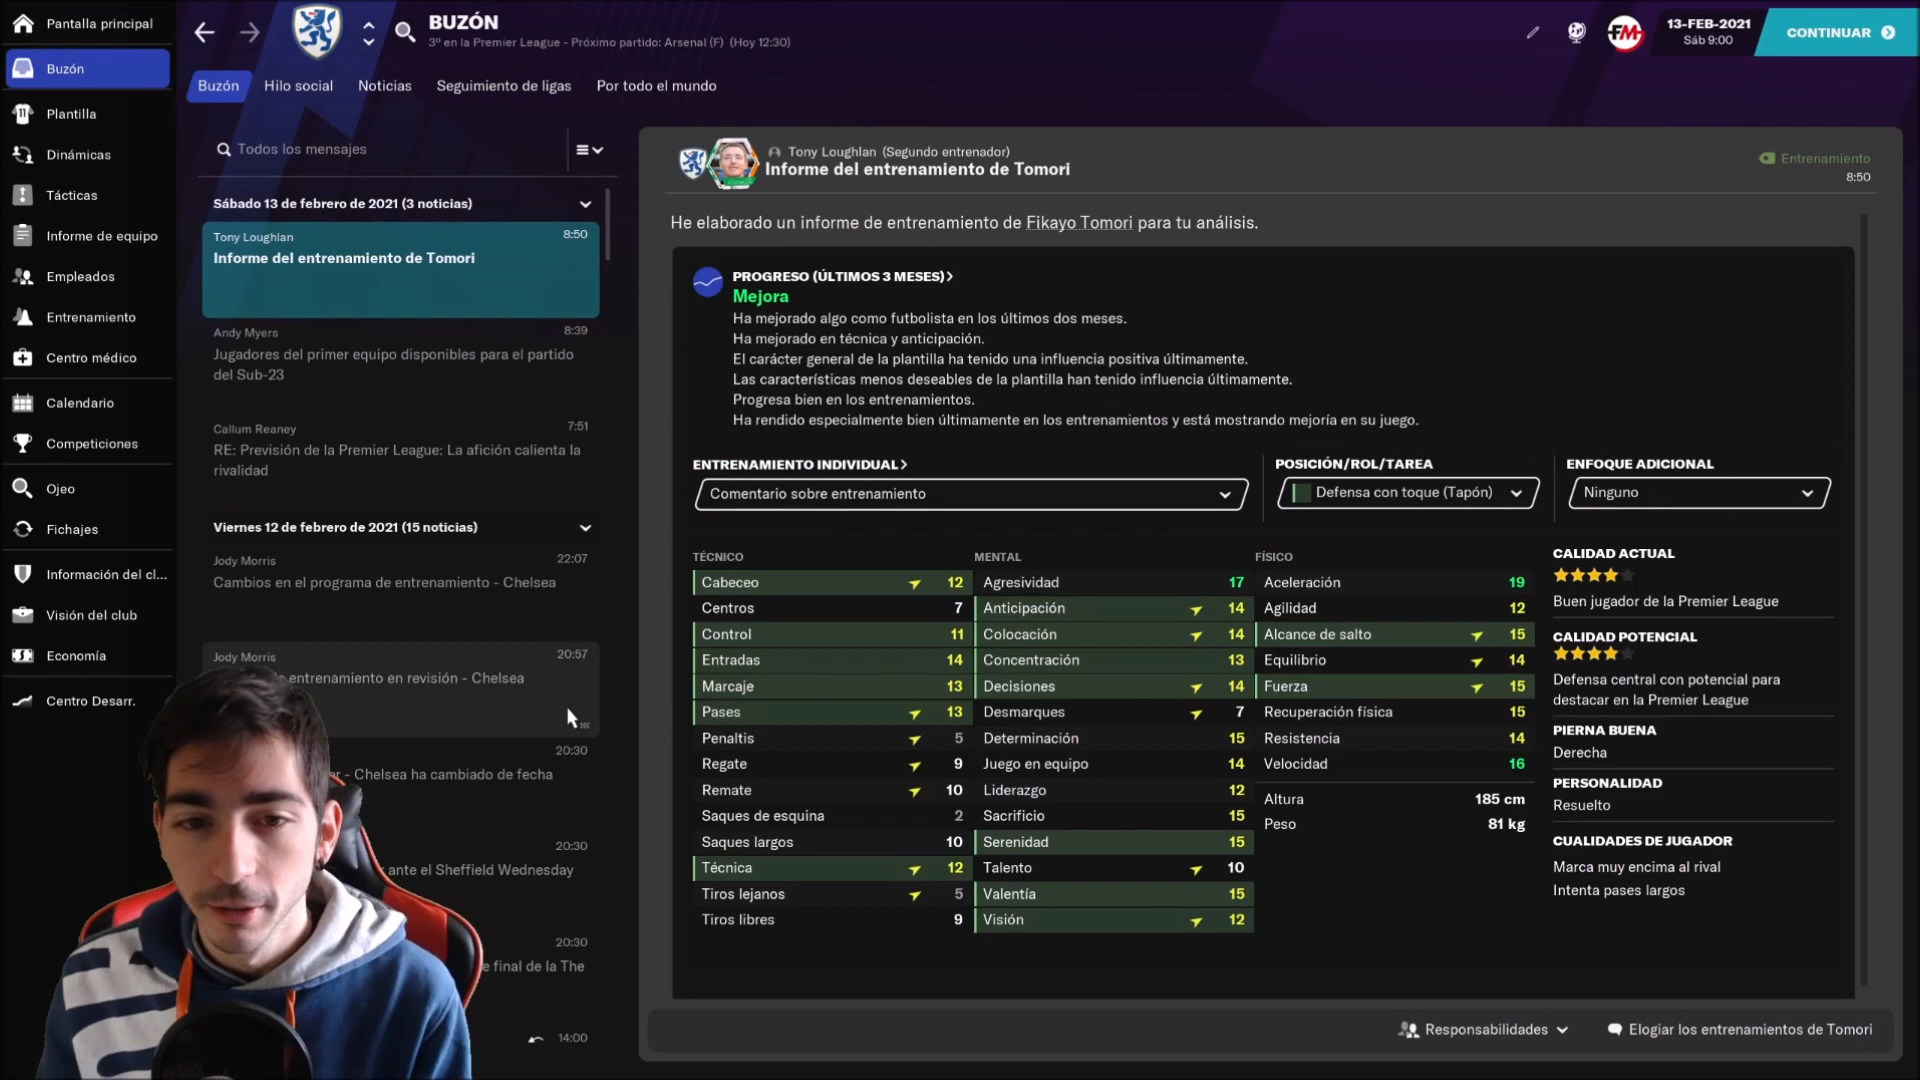 Pantalla principal
Buzón
Plantilla
Dinámicas
Tácticas
Informe de equipo
Empleados
Entrenamiento
Centro médico
Calendario
Competiciones
Ojeo
Fichajes
Información del cl...
Visión del club
Economía
Centro Desarr.
BUZÓN
3º en la Premier League - Próximo partido: Arsenal (F) (Hoy 12:30)
FM
13-FEB-2021
Sáb 9:00
CONTINUAR
Buzón Hilo social Noticias Seguimiento de ligas Por todo el mundo
Todos los mensajes
Sábado 13 de febrero de 2021 (3 noticias)
Tony Loughlan 8:50
Informe del entrenamiento de Tomori
Andy Myers 8:39
Jugadores del primer equipo disponibles para el partido
del Sub-23
Callum Reaney 7:51
RE: Previsión de la Premier League: La afición calienta la
rivalidad
Viernes 12 de febrero de 2021 (15 noticias)
Jody Morris 22:07
Cambios en el programa de entrenamiento - Chelsea
Jody Morris 20:57
entrenamiento en revisión - Chelsea
20:30
- Chelsea ha cambiado de fecha
20:30
ante el Sheffield Wednesday
20:30
final de la The
14:00
Tony Loughlan (Segundo entrenador)
Informe del entrenamiento de Tomori
Entrenamiento
8:50
He elaborado un informe de entrenamiento de Fikayo Tomori para tu análisis.
PROGRESO (ÚLTIMOS 3 MESES)
Mejora
Ha mejorado algo como futbolista en los últimos dos meses.
Ha mejorado en técnica y anticipación.
El carácter general de la plantilla ha tenido una influencia positiva últimamente.
Las características menos deseables de la plantilla han tenido influencia últimamente.
Progresa bien en los entrenamientos.
Ha rendido especialmente bien últimamente en los entrenamientos y está mostrando mejoría en su juego.
ENTRENAMIENTO INDIVIDUAL
Comentario sobre entrenamiento
POSICIÓN/ROL/TAREA
Defensa con toque (Tapón)
ENFOQUE ADICIONAL
Ninguno
TÉCNICO
Cabeceo 12
Centros 7
Control 11
Entradas 14
Marcaje 13
Pases 13
Penaltis 5
Regate 9
Remate 10
Saques de esquina 2
Saques largos 10
Técnica 12
Tiros lejanos 5
Tiros libres 9
MENTAL
Agresividad 17
Anticipación 14
Colocación 14
Concentración 13
Decisiones 14
Desmarques 7
Determinación 15
Juego en equipo 14
Liderazgo 12
Sacrificio 15
Serenidad 15
Talento 10
Valentía 15
Visión 12
FÍSICO
Aceleración 19
Agilidad 12
Alcance de salto 15
Equilibrio 14
Fuerza 15
Recuperación física 15
Resistencia 14
Velocidad 16
Altura 185 cm
Peso 81 kg
CALIDAD ACTUAL
Buen jugador de la Premier League
CALIDAD POTENCIAL
Defensa central con potencial para
destacar en la Premier League
PIERNA BUENA
Derecha
PERSONALIDAD
Resuelto
CUALIDADES DE JUGADOR
Marca muy encima al rival
Intenta pases largos
Responsabilidades
Elogiar los entrenamientos de Tomori